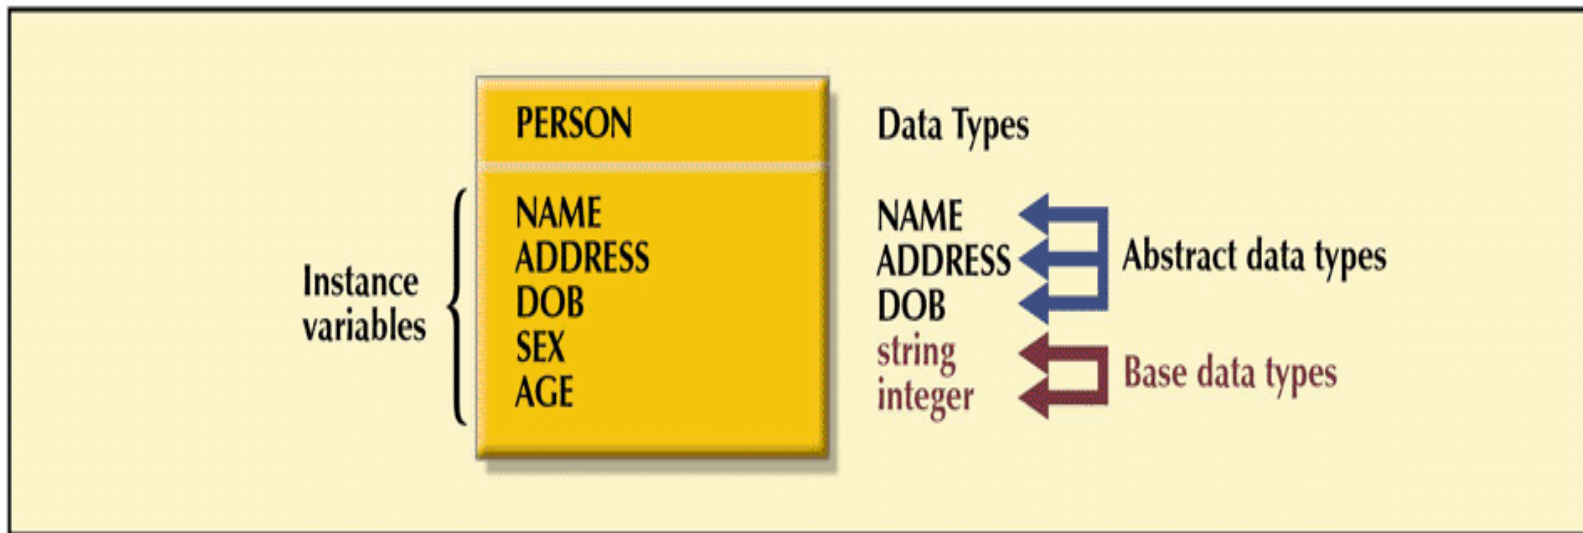 PERSON
Data Types
Instance
variables
NAME
ADDRESS
DOB
SEX
AGE
NAME
ADDRESS
DOB
string
integer
Abstract data types
Base data types